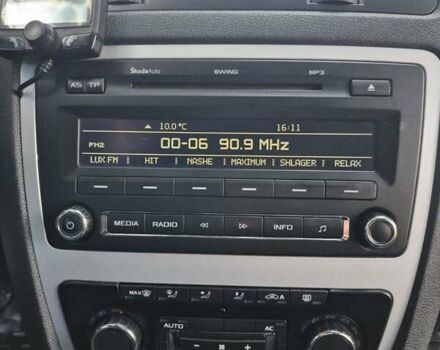 ŠkodaAuto SWING MP3
AS TP
10.0 °C 16:11
FM2 00-06 90.9 MHz
LUX FM HIT NASHE MAXIMUM SHLAGER RELAX
MEDIA RADIO INFO
MAX A
AUTO AC